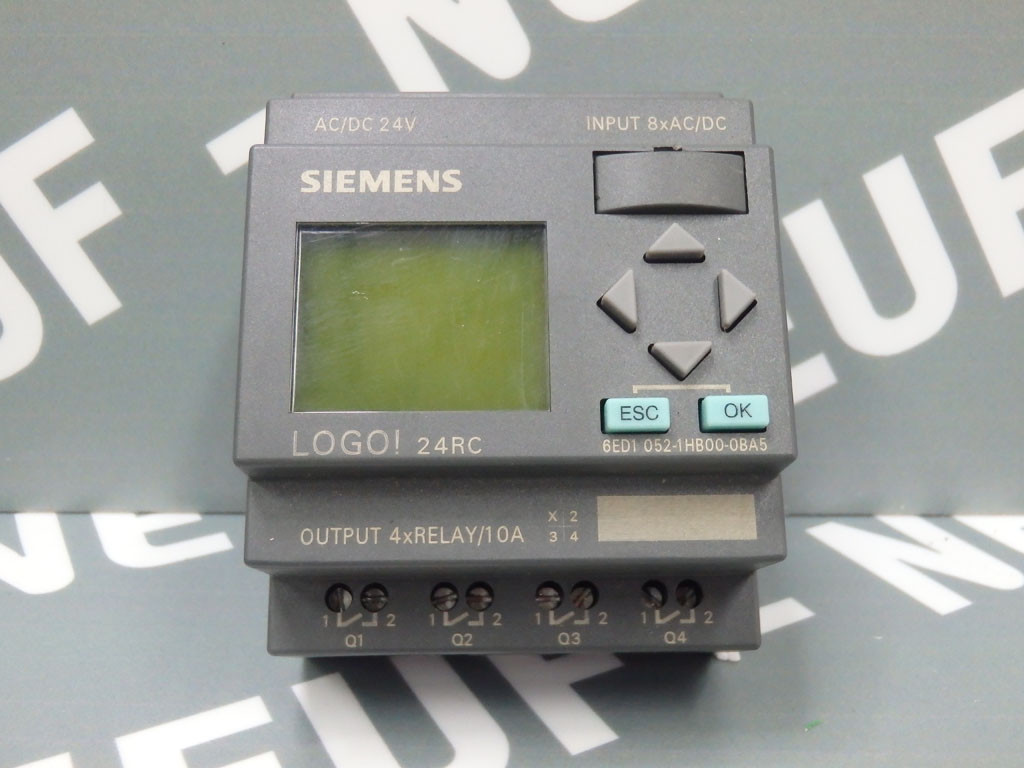 AC/DC 24V INPUT 8xAC/DC
SIEMENS
ESC OK
LOGO! 24RC 6ED1 052-1HB00-0BA5
OUTPUT 4xRELAY/10A X 2
3 4
1 2 1 2 1 2 1 2
Q1 Q2 Q3 Q4
NEUF